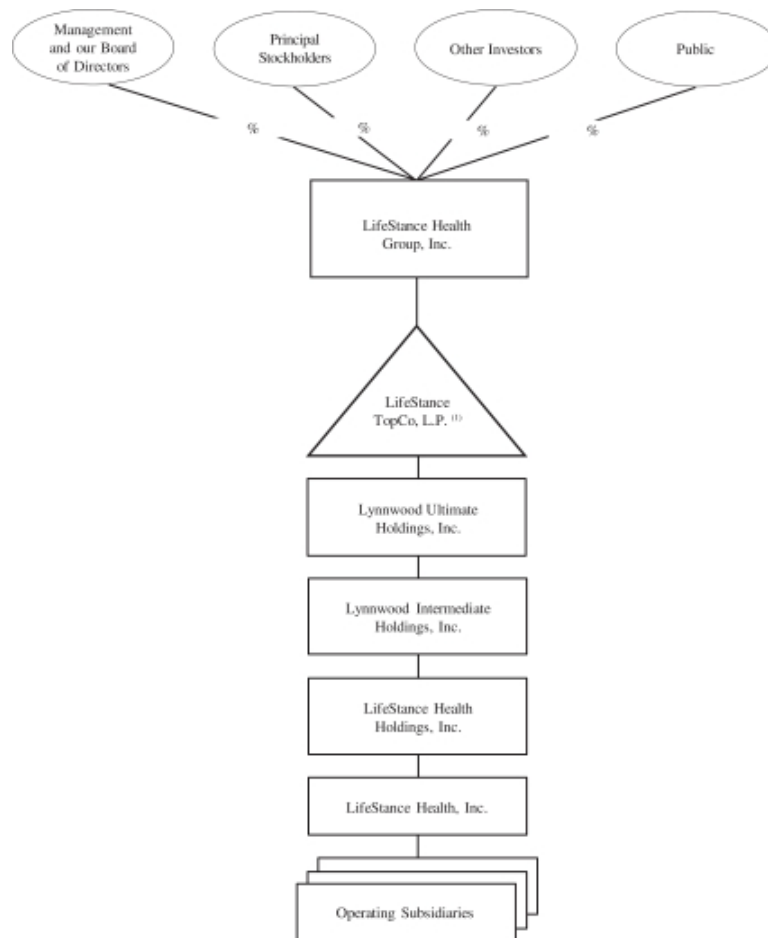 Management
and our Board
of Directors
Principal
Stockholders
Other Investors
Public
%
%
%
%
LifeStance Health
Group, Inc.
LifeStance
TopCo, L.P. (1)
Lynnwood Ultimate
Holdings, Inc.
Lynnwood Intermediate
Holdings, Inc.
LifeStance Health
Holdings, Inc.
LifeStance Health, Inc.
Operating Subsidiaries